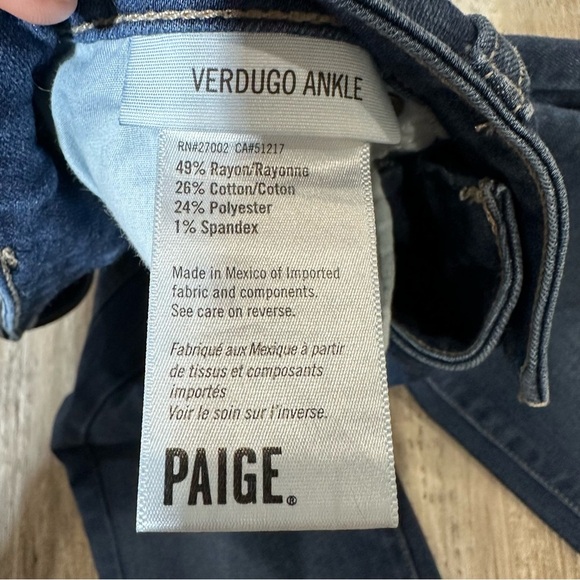 VERDUGO ANKLE
RN#27002 CA#51217
49% Rayon/Rayonne
26% Cotton/Coton
24% Polyester
1% Spandex
Made in Mexico of Imported
fabric and components.
See care on reverse.
Fabriqué aux Mexique à partir
de tissus et composants
importés
Voir le soin sur l'inverse.
PAIGE®